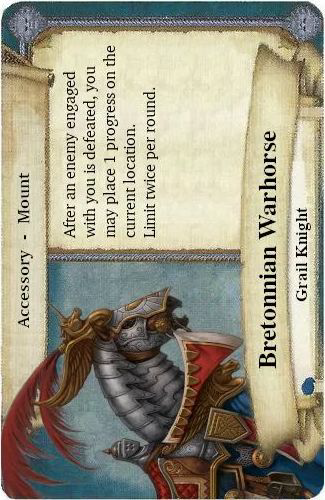 Accessory - Mount
After an enemy engaged
with you is defeated, you
may place 1 progress on the
current location.
Limit twice per round.
Bretonnian Warhorse
Grail Knight